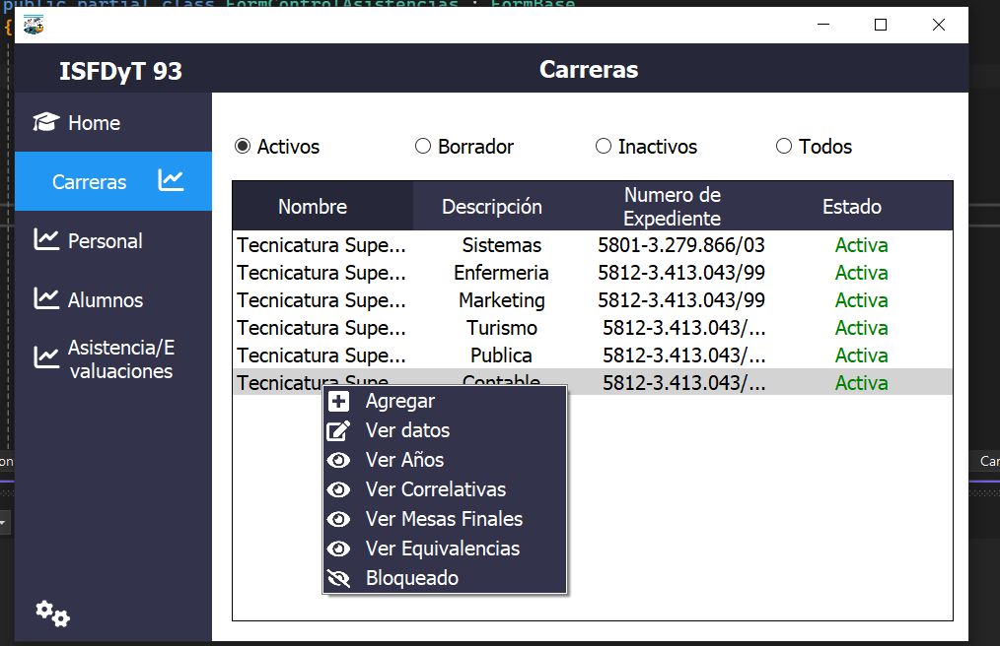 public partial class FormControlAsistencias : FormBase
{
ISFDyT 93
Carreras
Home
Carreras
Personal
Alumnos
Asistencia/E
valuaciones
Activos Borrador Inactivos Todos
Nombre Descripción Numero de
Expediente Estado
Tecnicatura Supe... Sistemas 5801-3.279.866/03 Activa
Tecnicatura Supe... Enfermeria 5812-3.413.043/99 Activa
Tecnicatura Supe... Marketing 5812-3.413.043/99 Activa
Tecnicatura Supe... Turismo 5812-3.413.043/... Activa
Tecnicatura Supe... Publica 5812-3.413.043/... Activa
Tecnicatura Supe... Contable 5812-3.413.043/... Activa
Agregar
Ver datos
Ver Años
Ver Correlativas
Ver Mesas Finales
Ver Equivalencias
Bloqueado